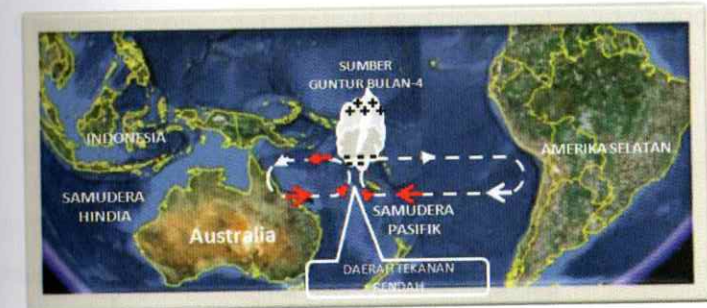 SUMBER
GUNTUR BULAN-4
INDONESIA
AMERIKA SELATAN
SAMUDERA
HINDIA
Australia
SAMUDERA
PASIFIK
DAERAH TEKANAN
RENDAH